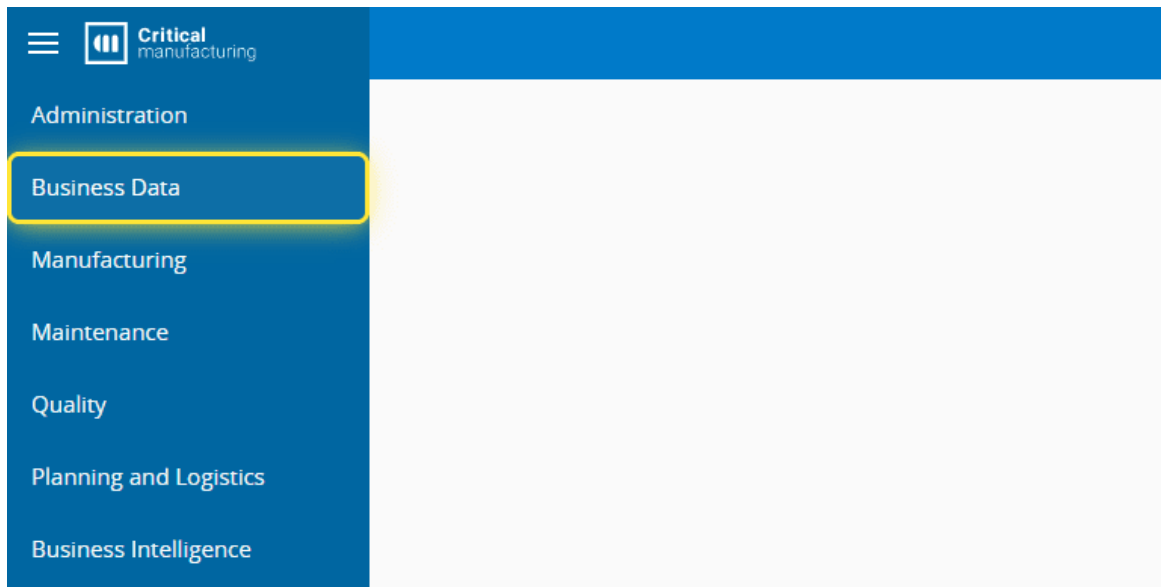 Critical
manufacturing
Administration
Business Data
Manufacturing
Maintenance
Quality
Planning and Logistics
Business Intelligence